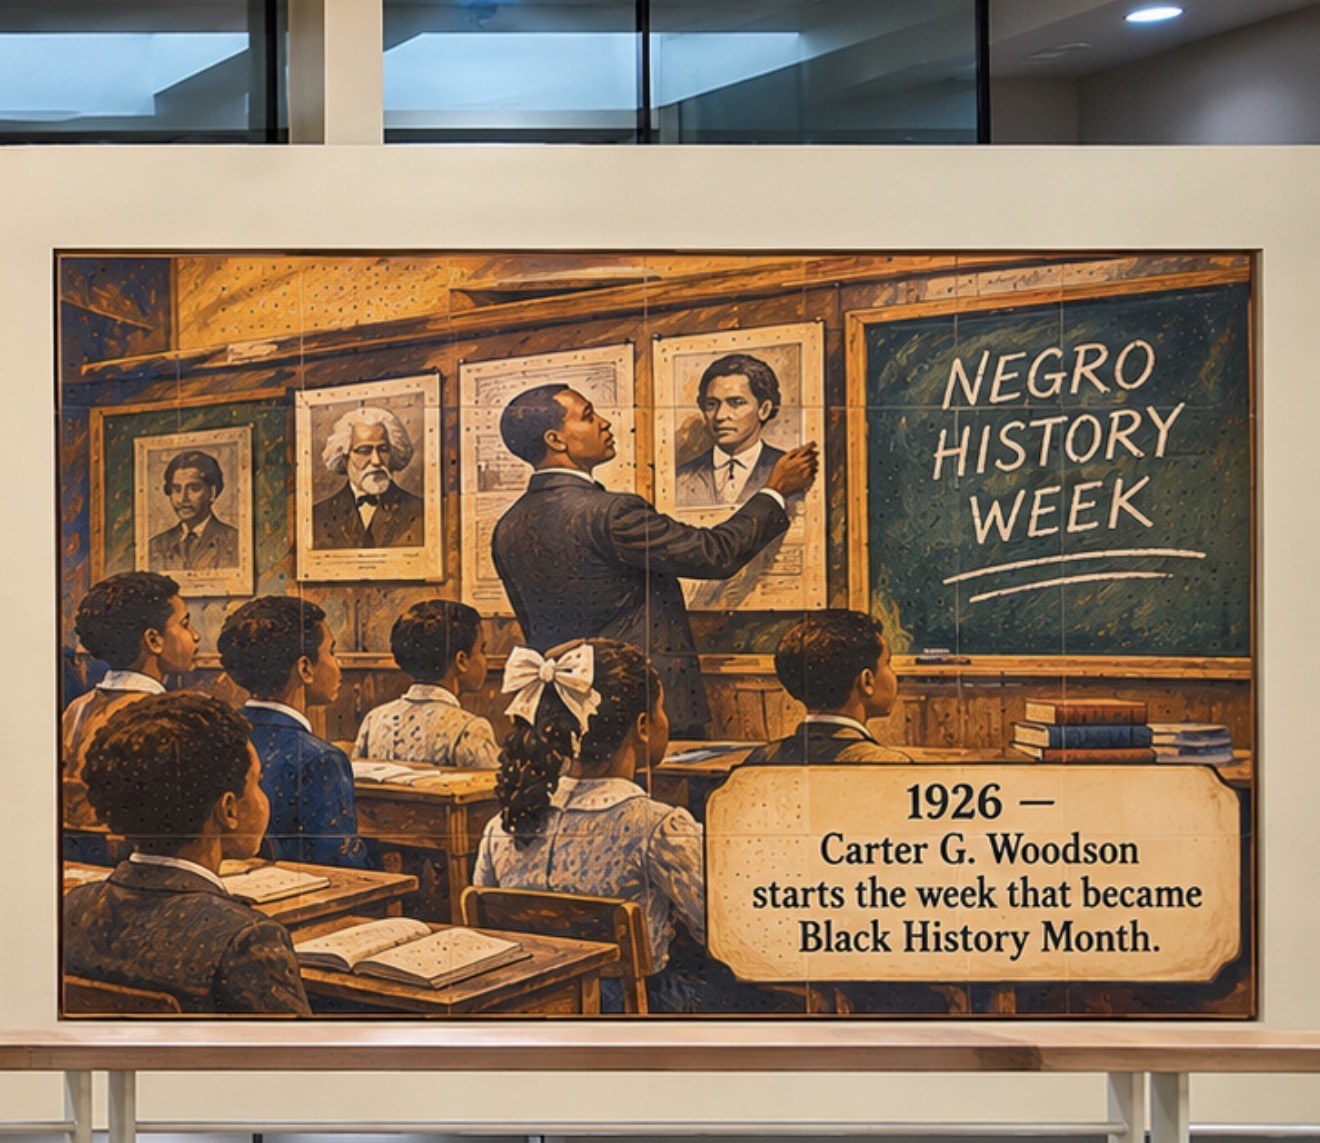 NEGRO
HISTORY
WEEK
1926 —
Carter G. Woodson
starts the week that became
Black History Month.